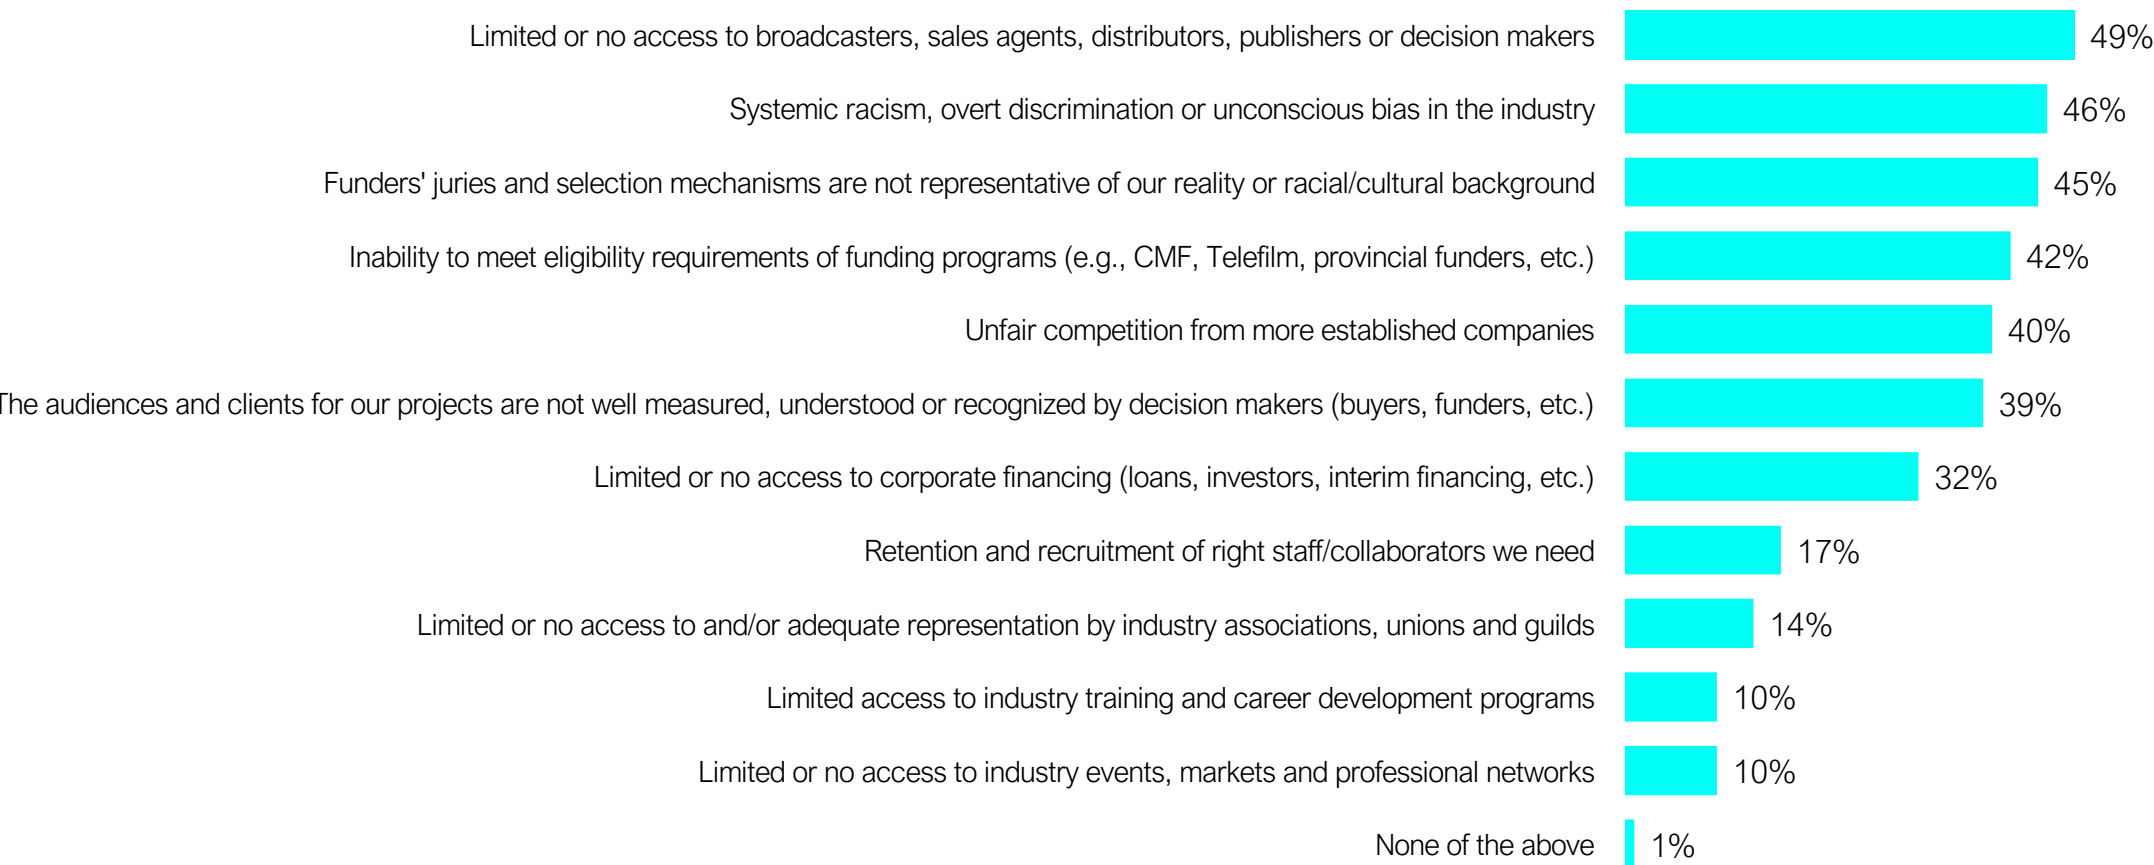 Limited or no access to broadcasters, sales agents, distributors, publishers or decision makers 49%
Systemic racism, overt discrimination or unconscious bias in the industry 46%
Funders' juries and selection mechanisms are not representative of our reality or racial/cultural background 45%
Inability to meet eligibility requirements of funding programs (e.g., CMF, Telefilm, provincial funders, etc.) 42%
Unfair competition from more established companies 40%
The audiences and clients for our projects are not well measured, understood or recognized by decision makers (buyers, funders, etc.) 39%
Limited or no access to corporate financing (loans, investors, interim financing, etc.) 32%
Retention and recruitment of right staff/collaborators we need 17%
Limited or no access to and/or adequate representation by industry associations, unions and guilds 14%
Limited access to industry training and career development programs 10%
Limited or no access to industry events, markets and professional networks 10%
None of the above 1%